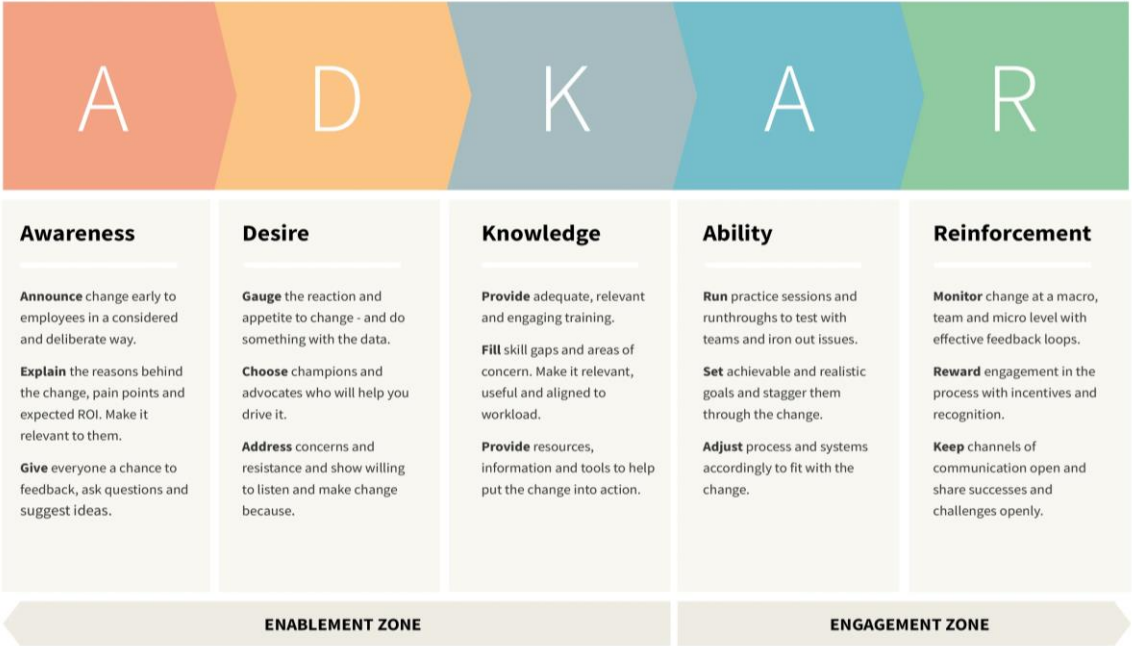 A
D
K
A
R
Awareness
Announce change early to
employees in a considered
and deliberate way.
Explain the reasons behind
the change, pain points and
expected ROI. Make it
relevant to them.
Give everyone a chance to
feedback, ask questions and
suggest ideas.
Desire
Gauge the reaction and
appetite to change - and do
something with the data.
Choose champions and
advocates who will help you
drive it.
Address concerns and
resistance and show willing
to listen and make change
because.
Knowledge
Provide adequate, relevant
and engaging training.
Fill skill gaps and areas of
concern. Make it relevant,
useful and aligned to
workload.
Provide resources,
information and tools to help
put the change into action.
Ability
Run practice sessions and
runthroughs to test with
teams and iron out issues.
Set achievable and realistic
goals and stagger them
through the change.
Adjust process and systems
accordingly to fit with the
change.
Reinforcement
Monitor change at a macro,
team and micro level with
effective feedback loops.
Reward engagement in the
process with incentives and
recognition.
Keep channels of
communication open and
share successes and
challenges openly.
ENABLEMENT ZONE
ENGAGEMENT ZONE